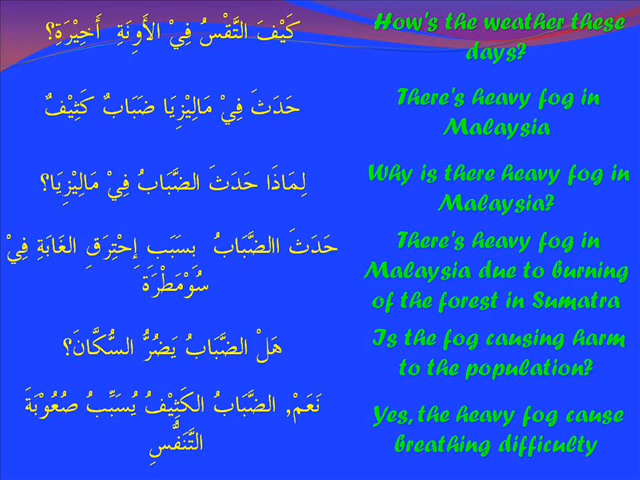 كَيْفَ التَّقْسُ فِيْ الأَوِنَةِ أَخِيْرَةِ؟
How's the weather these
days?
حَدَثَ فِيْ مَالِيْزِيَا ضَبَابٌ كَثِيْفٌ
There's heavy fog in
Malaysia
لِمَاذَا حَدَثَ الضَّبَابُ فِيْ مَالِيْزِيَا؟
Why is there heavy fog in
Malaysia?
حَدَثَ االضَّبَابُ بِسَبَبِ إِحْتِرَقِ الغَابَةِ فِيْ
سُوْمَطْرَة
There's heavy fog in
Malaysia due to burning
of the forest in Sumatra
هَلْ الضَّبَابُ يَضُرُّ السُّكَّانَ؟
Is the fog causing harm
to the population?
نَعَمْ, الضَّبَابُ الكَثِيْفُ يُسَبِّبُ صُعُوْبَةَ
التَّنَفُّسِ
Yes, the heavy fog cause
breathing difficulty